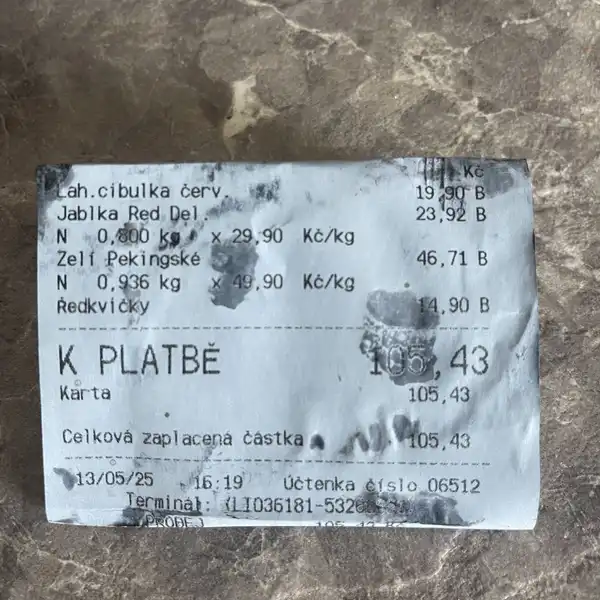 Kč
Lah.cibulka červ. 19,90 B
Jablka Red Del. 23,92 B
N 0,800 kg x 29,90 Kč/kg
Zelí Pekingské 46,71 B
N 0,936 kg x 49,90 Kč/kg
Ředkvičky 14,90 B
K PLATBĚ 105,43
Karta 105,43
Celková zaplacená částka 105,43
13/05/25 16:19 Účtenka číslo 06512
Terminál:
PRODEJ